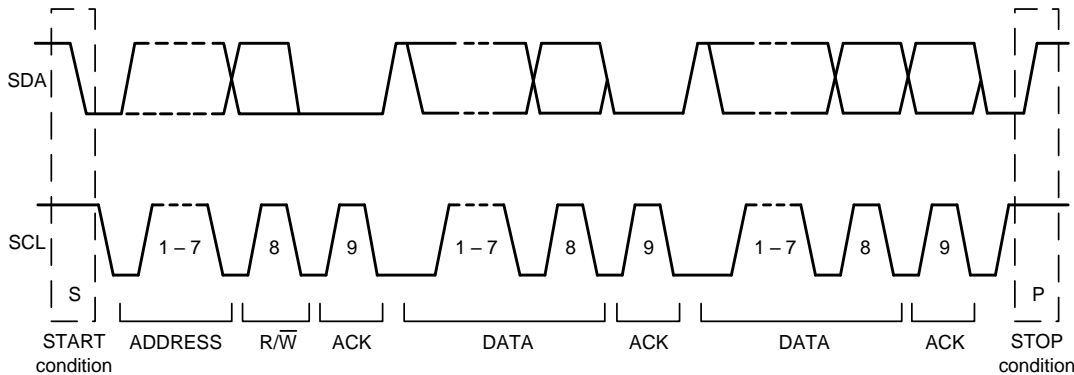 SDA
SCL
1 – 7 8 9 1 – 7 8 9 1 – 7 8 9
S P
START condition ADDRESS R/W̅ ACK DATA ACK DATA ACK STOP condition